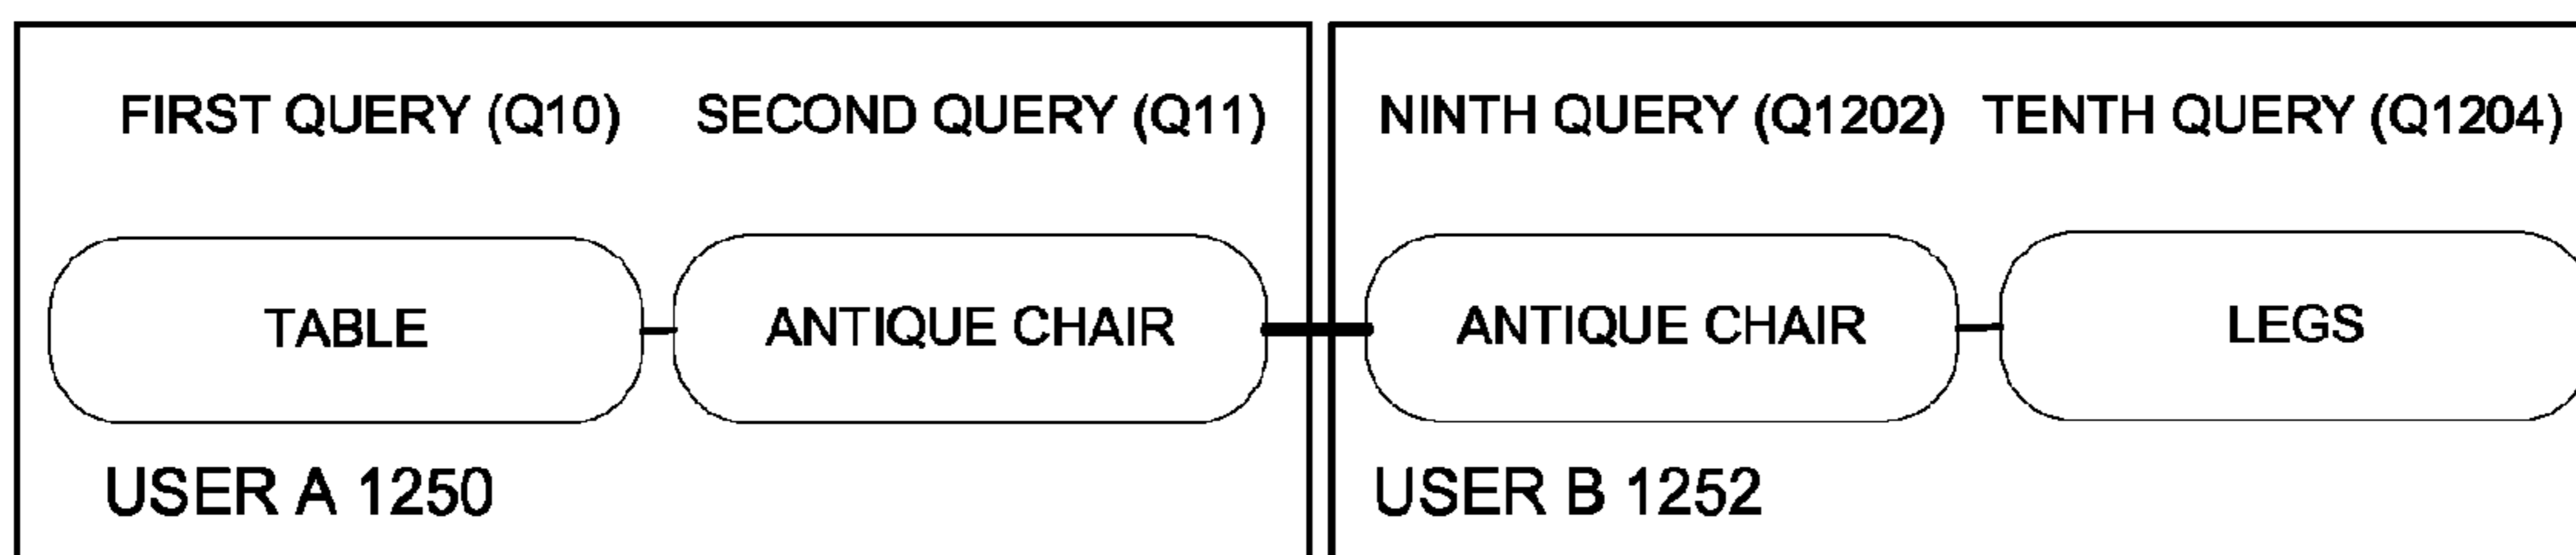 FIRST QUERY (Q10) SECOND QUERY (Q11) NINTH QUERY (Q1202) TENTH QUERY (Q1204)
TABLE ANTIQUE CHAIR ANTIQUE CHAIR LEGS
USER A 1250 USER B 1252